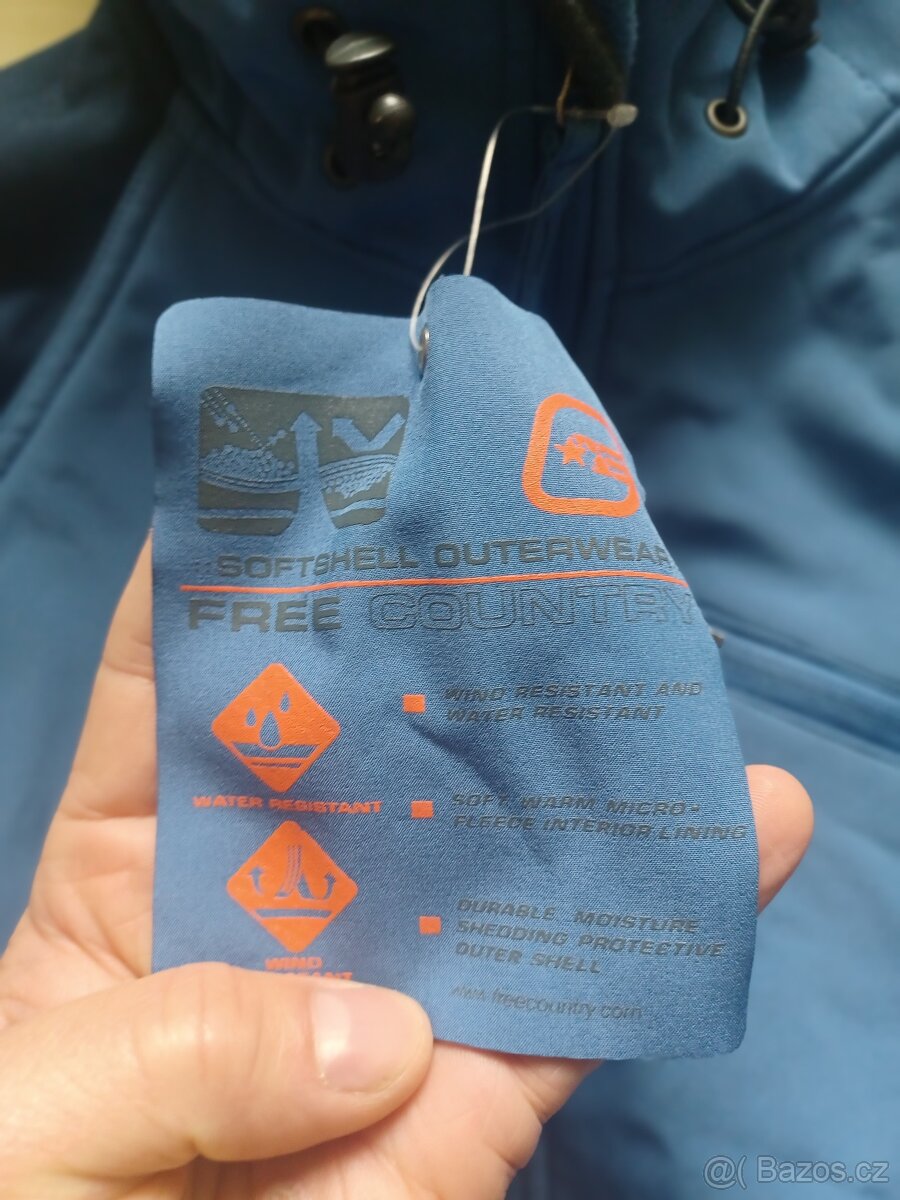 SOFTSHELL OUTERWEAR
FREE COUNTRY
WATER RESISTANT
WIND
WIND RESISTANT AND
WATER RESISTANT
SOFT WARM MICRO-
FLEECE INTERIOR LINING
DURABLE MOISTURE
SHEDDING PROTECTIVE
OUTER SHELL
www.freecountry.com
@( Bazos.cz